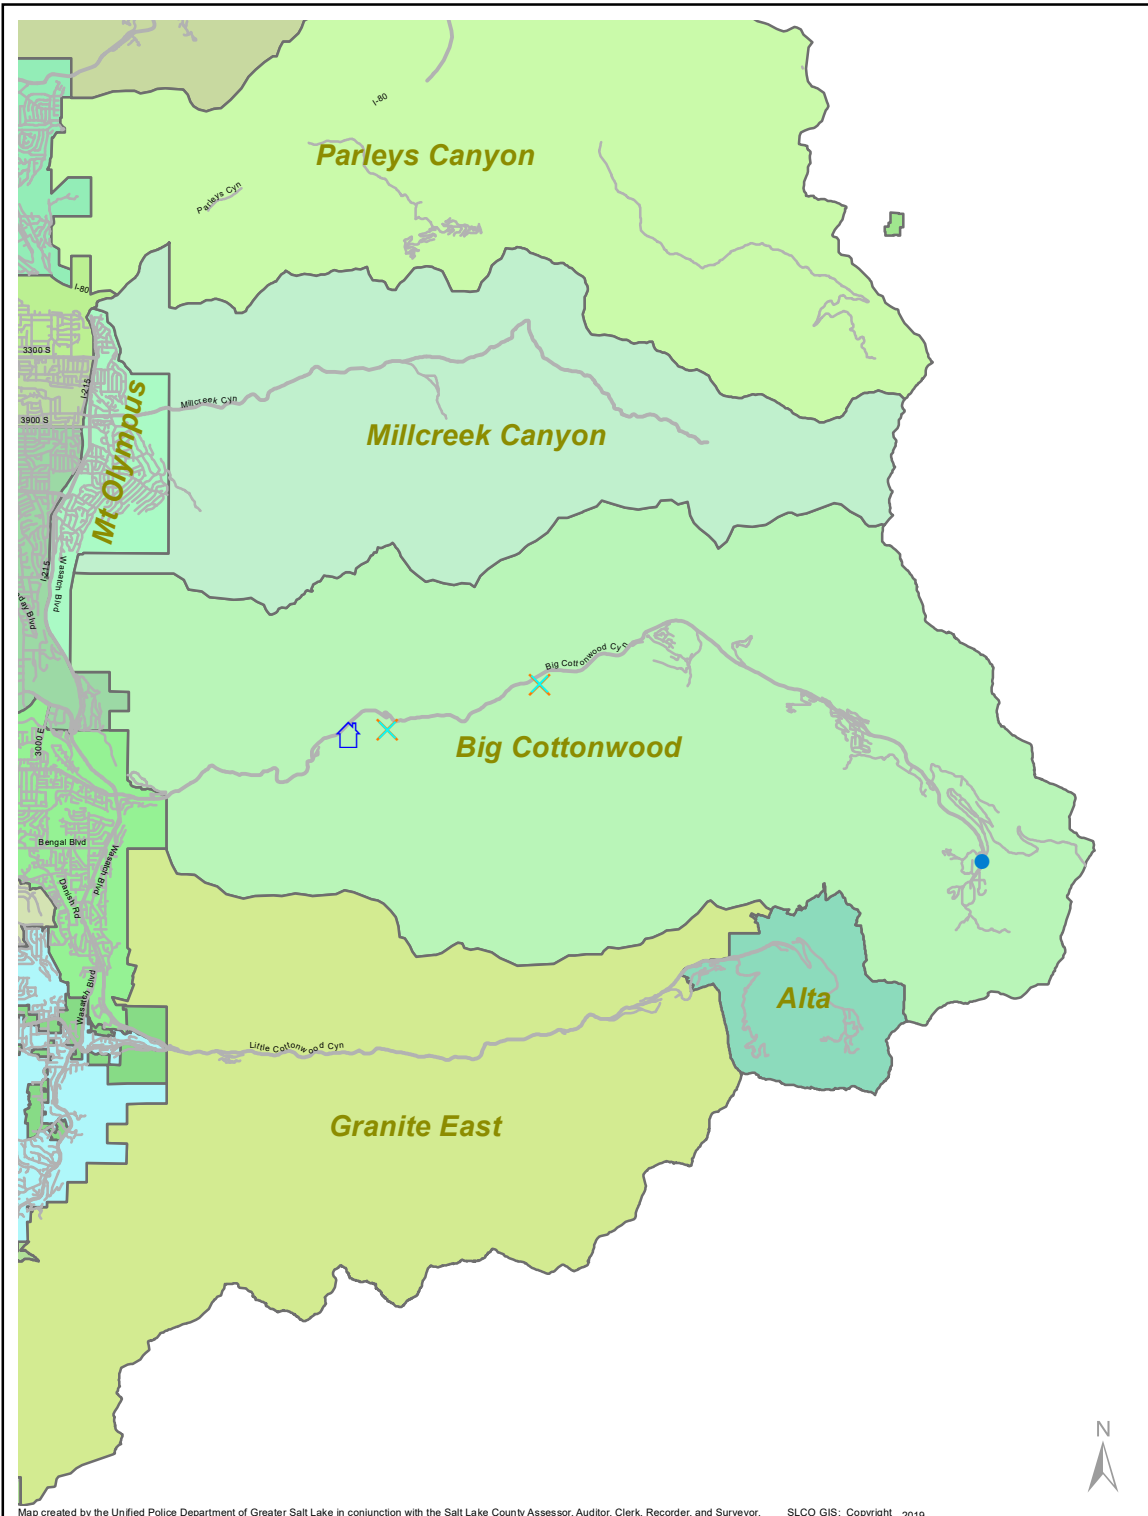 I-80
Parleys Canyon
Parleys Cyn
I-80
3300 S
I-215
Millcreek Cyn
3900 S
Mt Olympus
Millcreek Canyon
I-215
Wasatch Blvd
day Blvd
Big Cottonwood Cyn
3000 E
Big Cottonwood
Bengal Blvd
Wasatch Blvd
Danish Rd
Wasatch Blvd
Alta
Little Cottonwood Cyn
Granite East
N
Map created by the Unified Police Department of Greater Salt Lake in conjunction with the Salt Lake County Assessor, Auditor, Clerk, Recorder, and Surveyor. SLCO GIS: Copyright 2019